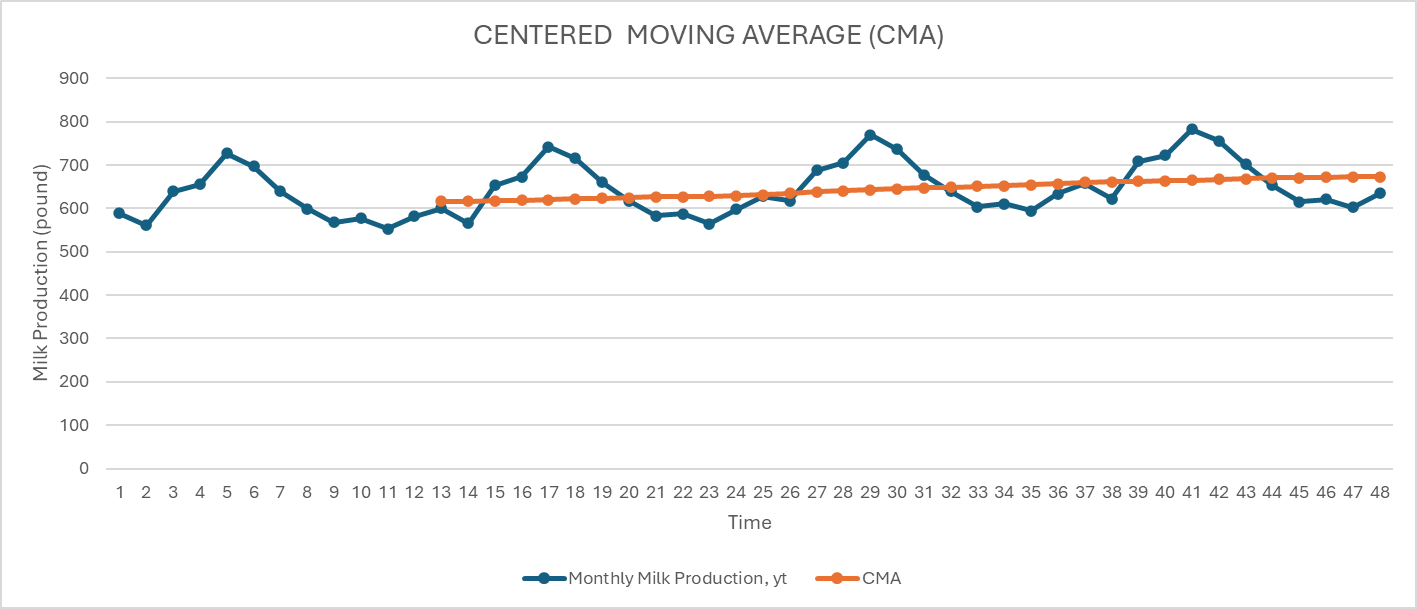 CENTERED  MOVING AVERAGE (CMA)
900
800
700
600
500
400
300
200
100
0
Milk Production (pound)
1 2 3 4 5 6 7 8 9 10 11 12 13 14 15 16 17 18 19 20 21 22 23 24 25 26 27 28 29 30 31 32 33 34 35 36 37 38 39 40 41 42 43 44 45 46 47 48
Time
Monthly Milk Production, yt CMA